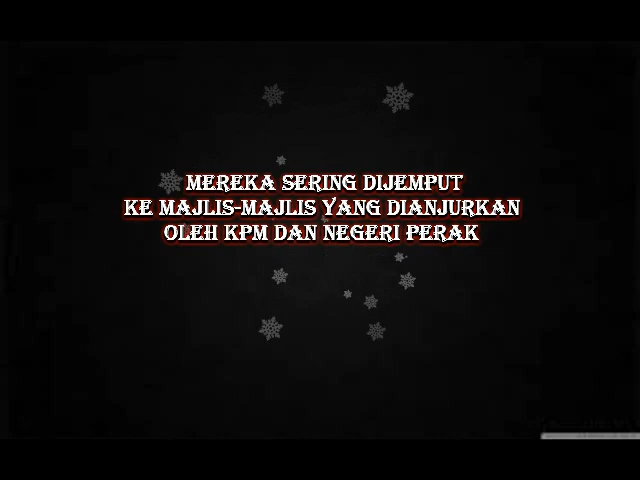 MEREKA SERING DIJEMPUT
KE MAJLIS-MAJLIS YANG DIANJURKAN
OLEH KPM DAN NEGERI PERAK